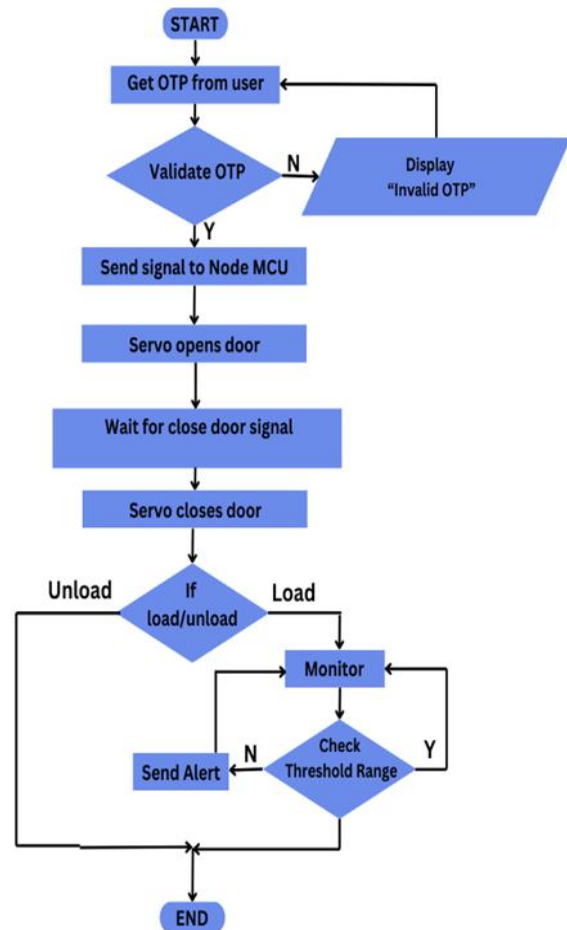 START
Get OTP from user
Validate OTP
N
Display
“Invalid OTP”
Y
Send signal to Node MCU
Servo opens door
Wait for close door signal
Servo closes door
Unload
If
load/unload
Load
Monitor
Check
Threshold Range
N
Y
Send Alert
END